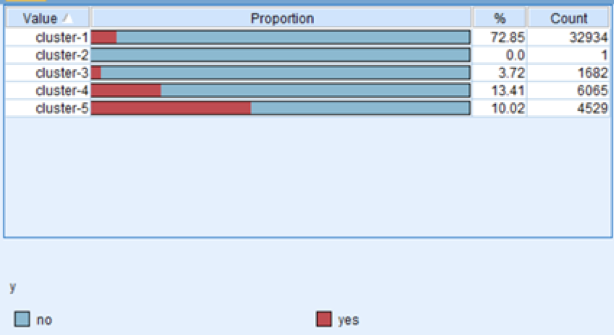 Value Proportion % Count
cluster-1 72.85 32934
cluster-2 0.0 1
cluster-3 3.72 1682
cluster-4 13.41 6065
cluster-5 10.02 4529
y
no yes